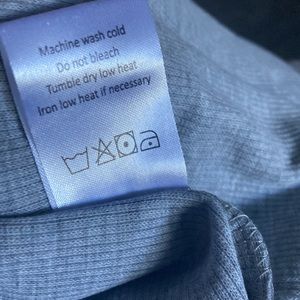 Machine wash cold
Do not bleach
Tumble dry low heat
Iron low heat if necessary